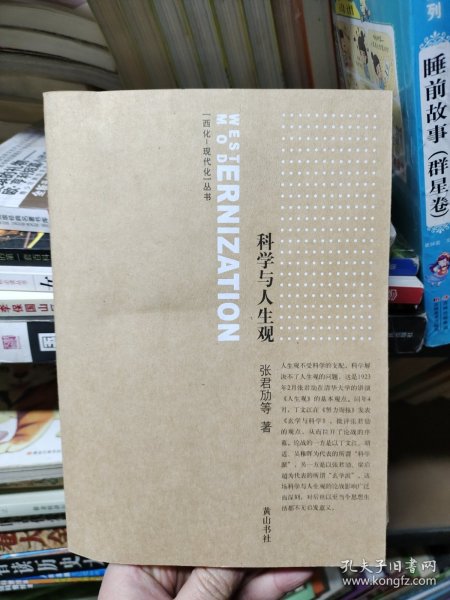 [西化-现代化]丛书
WEST
MOD
ERNIZATION
科学与人生观
张君劢等 著
人生观不受科学的支配，科学解
决不了人生观的问题，这是1923
年2月张君劢在清华大学的讲演
《人生观》的基本观点。同年4
月，丁文江在《努力周报》发表
《玄学与科学》，批评张君劢
的观点，从而拉开了论战的序
幕。论战的一方是以丁文江、胡
适、吴稚晖为代表的所谓“科学
派”，另一方是以张君劢、梁启
超为代表的所谓“玄学派”。这
场科学与人生观的论战影响广泛
而深刻，对后世以至当今思想生
活都不无启发意义。
黄山书社
列
睡前故事（群星卷）
孔夫子旧书网
www.kongfz.com